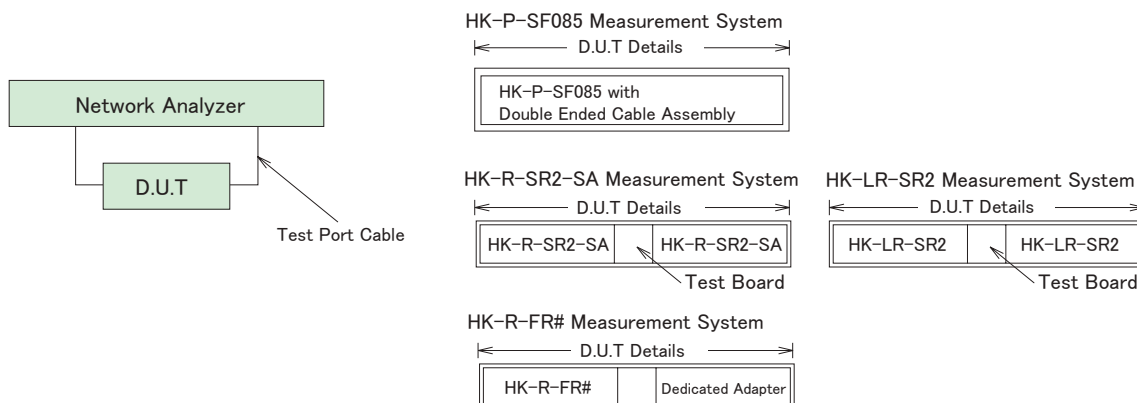 HK-P-SF085 Measurement System
D.U.T Details
HK-P-SF085 with
Double Ended Cable Assembly
Network Analyzer
D.U.T
Test Port Cable
HK-R-SR2-SA Measurement System
D.U.T Details
HK-R-SR2-SA
HK-R-SR2-SA
Test Board
HK-LR-SR2 Measurement System
D.U.T Details
HK-LR-SR2
HK-LR-SR2
Test Board
HK-R-FR# Measurement System
D.U.T Details
HK-R-FR#
Dedicated Adapter